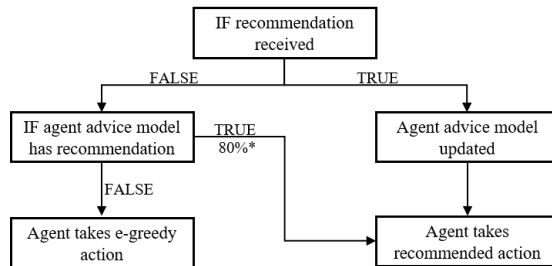 IF recommendation
received
FALSE
TRUE
IF agent advice model
has recommendation
TRUE
80%*
Agent advice model
updated
FALSE
Agent takes e-greedy
action
Agent takes
recommended action